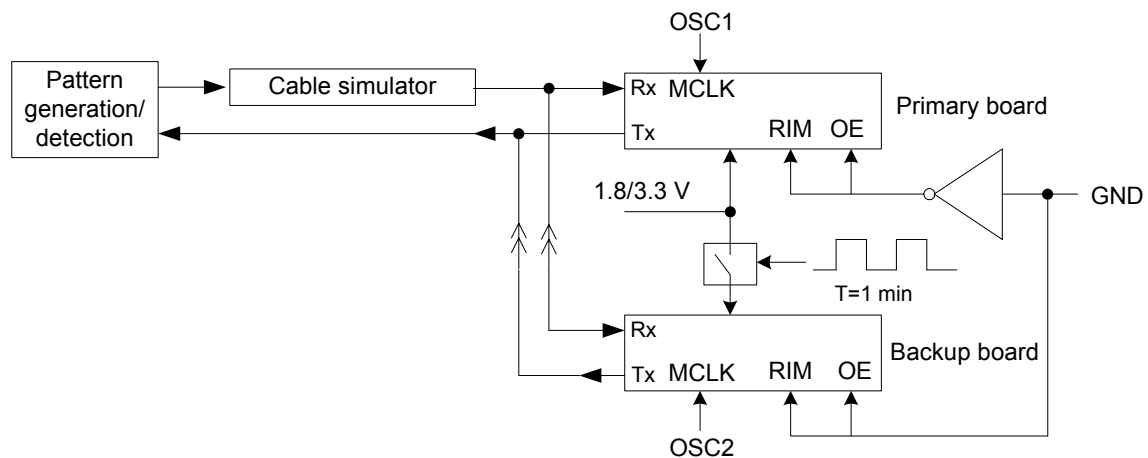 OSC1
Pattern
generation/
detection
Cable simulator
Rx MCLK
Tx
RIM OE
Primary board
1.8/3.3 V
GND
T=1 min
Rx
Tx MCLK RIM OE
Backup board
OSC2